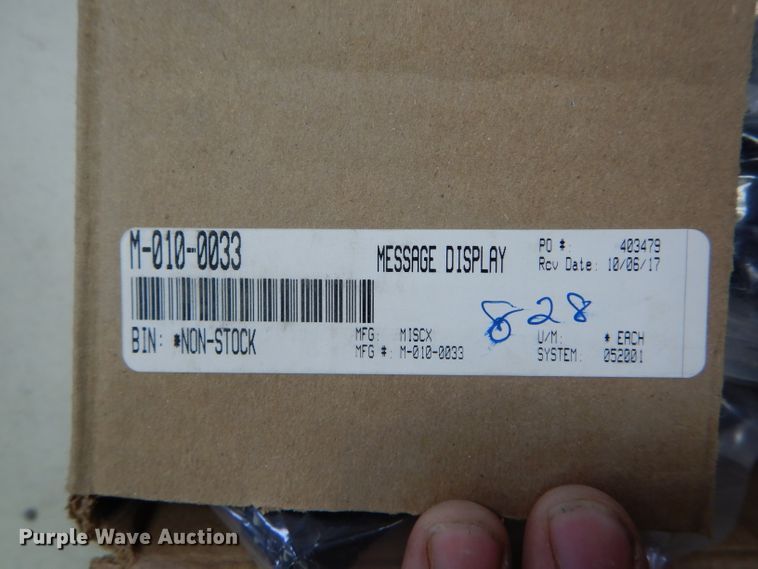 M-010-0033
MESSAGE DISPLAY
PO #: 403479
Rcv Date: 10/06/17
828
BIN: *NON-STOCK
MFG: MISCX
MFG #: M-010-0033
U/M: * EACH
SYSTEM: 052001
Purple Wave Auction